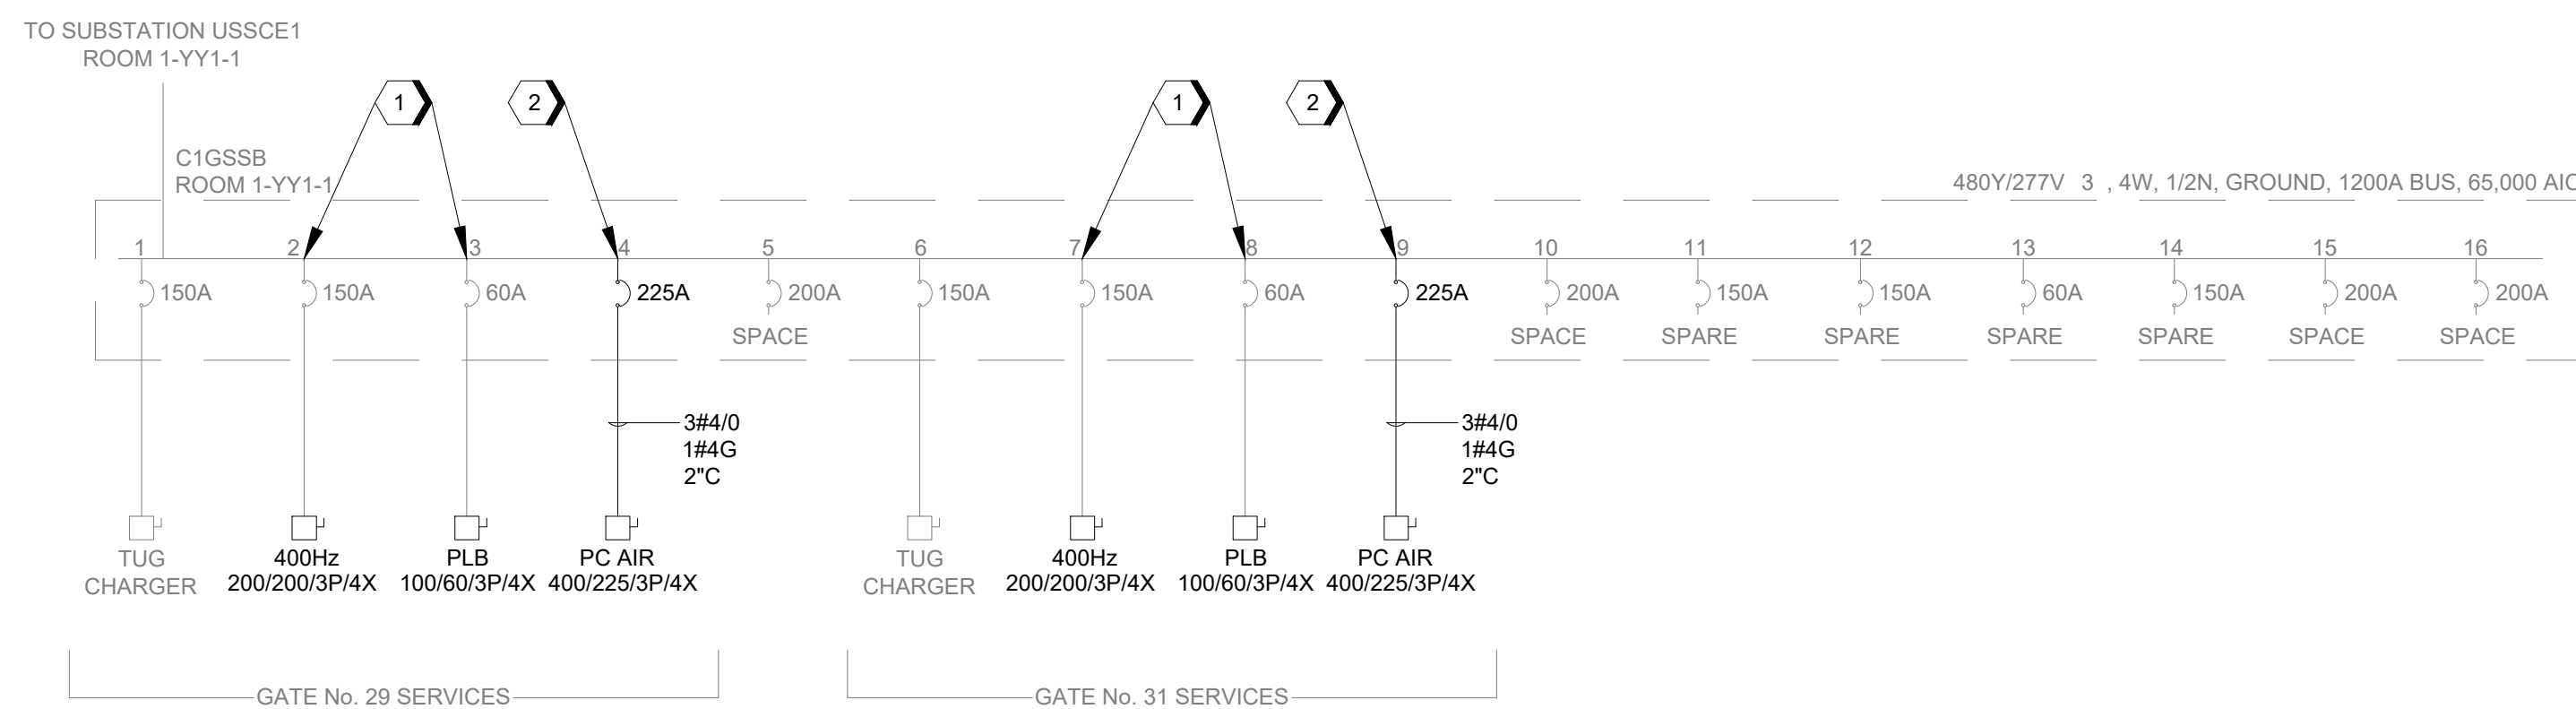 TO SUBSTATION USSCE1
ROOM 1-YY1-1
1
2
1
2
C1GSSB
ROOM 1-YY1-1
480Y/277V 3 , 4W, 1/2N, GROUND, 1200A BUS, 65,000 AIC
1 2 3 4 5 6 7 8 9 10 11 12 13 14 15 16
150A 150A 60A 225A 200A 150A 150A 60A 225A 200A 150A 150A 60A 150A 200A 200A
SPACE SPACE SPARE SPARE SPARE SPARE SPACE SPACE
3#4/0
1#4G
2"C
3#4/0
1#4G
2"C
TUG
CHARGER
400Hz
200/200/3P/4X
PLB
100/60/3P/4X
PC AIR
400/225/3P/4X
TUG
CHARGER
400Hz
200/200/3P/4X
PLB
100/60/3P/4X
PC AIR
400/225/3P/4X
GATE No. 29 SERVICES
GATE No. 31 SERVICES